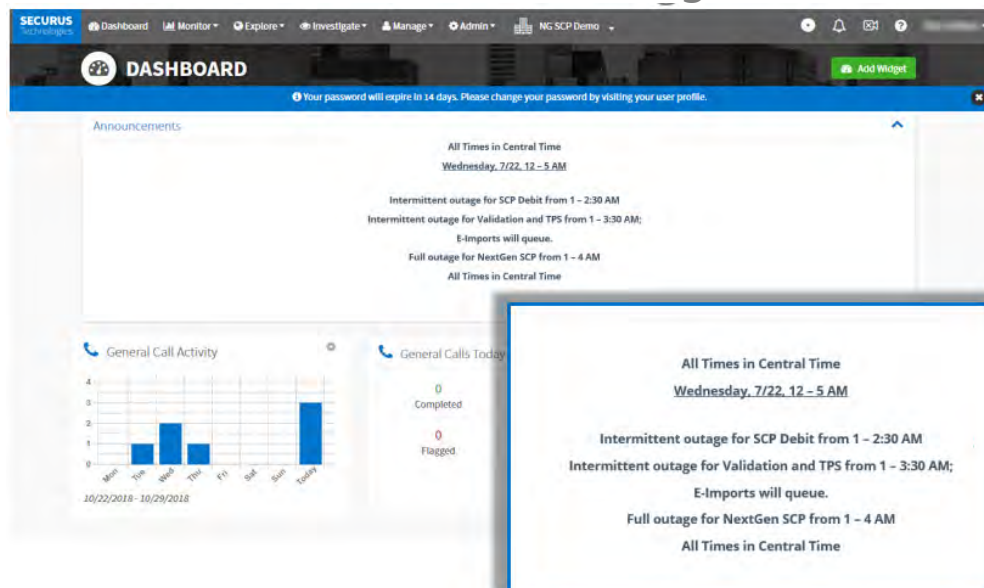 SECURUS
Technologies
Dashboard Monitor Explore Investigate Manage Admin NG SCP Demo
DASHBOARD
Add Widget
Your password will expire in 14 days. Please change your password by visiting your user profile.
Announcements
All Times in Central Time
Wednesday, 7/22, 12 – 5 AM
Intermittent outage for SCP Debit from 1 – 2:30 AM
Intermittent outage for Validation and TPS from 1 – 3:30 AM;
E-Imports will queue.
Full outage for NextGen SCP from 1 – 4 AM
All Times in Central Time
General Call Activity
4
3
2
1
0
Mon Tue Wed Thu Fri Sat Sun Today
10/22/2018 - 10/29/2018
General Calls Today
0
Completed
0
Flagged
All Times in Central Time
Wednesday, 7/22, 12 – 5 AM
Intermittent outage for SCP Debit from 1 – 2:30 AM
Intermittent outage for Validation and TPS from 1 – 3:30 AM;
E-Imports will queue.
Full outage for NextGen SCP from 1 – 4 AM
All Times in Central Time